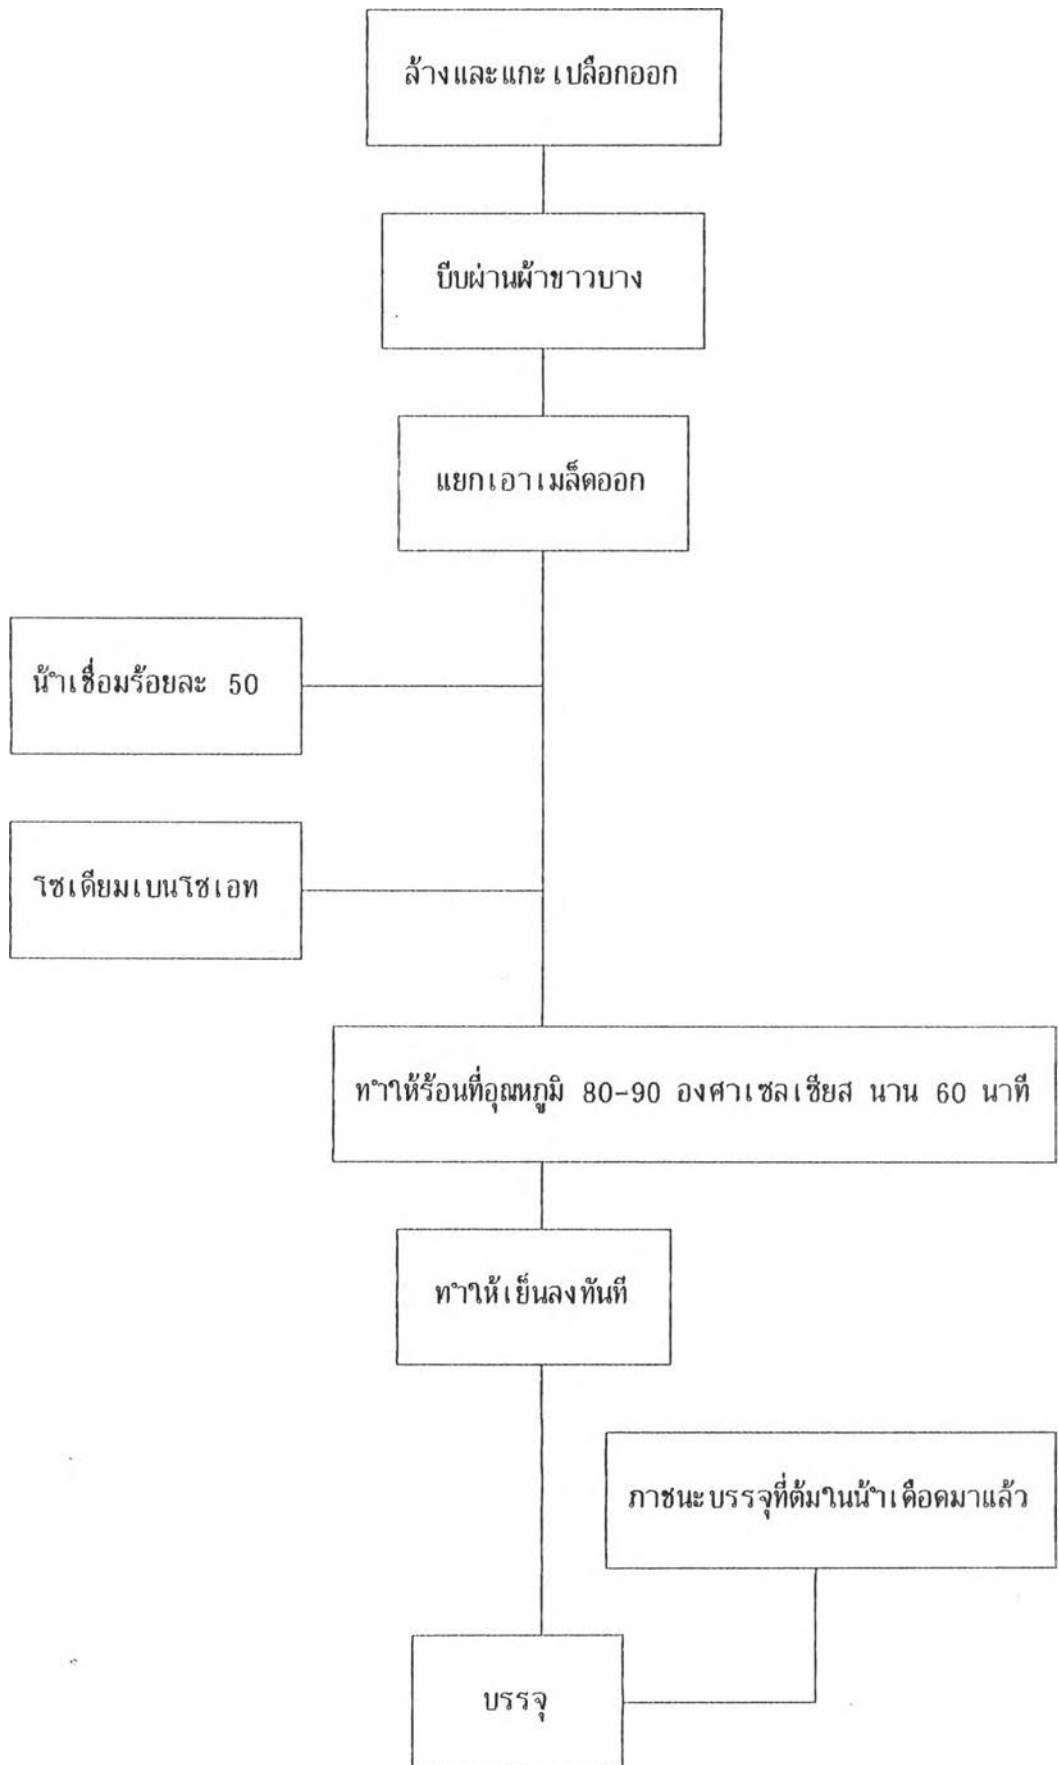 ล้างและแกะเปลือกออก
บีบผ่านผ้าขาวบาง
แยกเอาเมล็ดออก
น้ำเชื่อมร้อยละ 50
โซเดียมเบนโซเอท
ทำให้ร้อนที่อุณหภูมิ 80-90 องศาเซลเซียส นาน 60 นาที
ทำให้เย็นลงทันที
ภาชนะบรรจุที่ต้มในน้ำเดือดมาแล้ว
บรรจุ